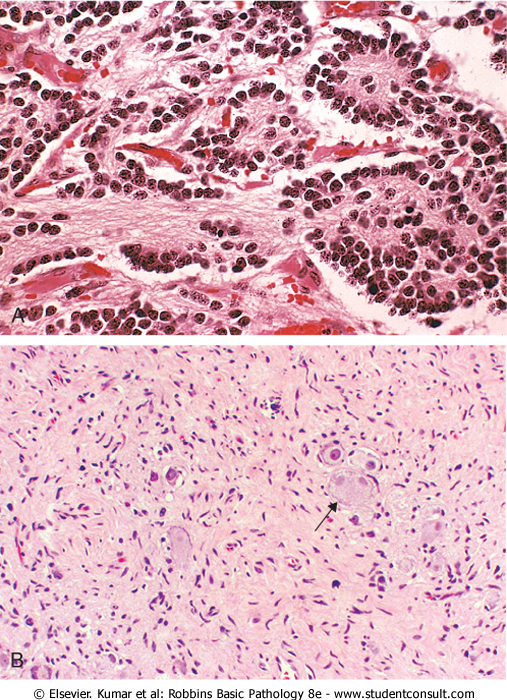 A
B
© Elsevier. Kumar et al: Robbins Basic Pathology 8e - www.studentconsult.com